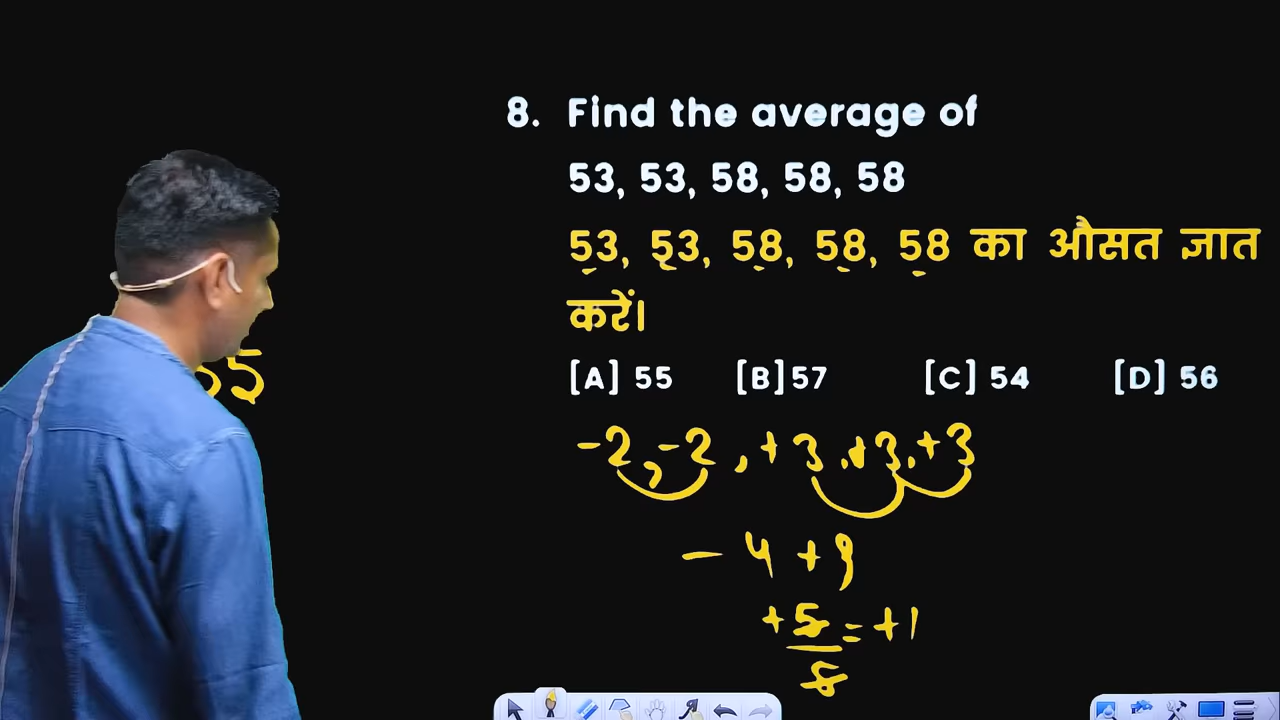 8. Find the average of
53, 53, 58, 58, 58
53, 53, 58, 58, 58 का औसत ज्ञात
करें।
[A] 55 [B] 57 [C] 54 [D] 56
55
-2, -2, +3, +3, +3
- 4 + 9
+5/5 = +1